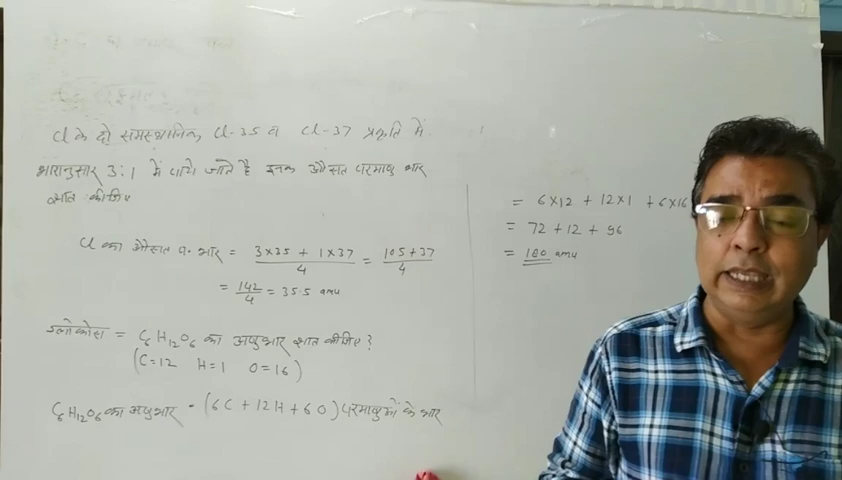 Cl के दो समस्थानिक Cl-35 व Cl-37 प्रकृति में
भारानुसार 3:1 में पाये जाते है इनका औसत परमाणु भार
ज्ञात कीजिए
Cl का औसत प. भार = 3×35 + 1×37 / 4 = 105+37 / 4
= 142/4 = 35.5 amu
ग्लोकोस = C₆H₁₂O₆ का अणुभार ज्ञात कीजिए?
(C=12 H=1 O=16)
C₆H₁₂O₆ का अणुभार = (6C + 12H + 6O) परमाणुओं के भार
= 6×12 + 12×1 + 6×16
= 72 + 12 + 96
= 180 amu